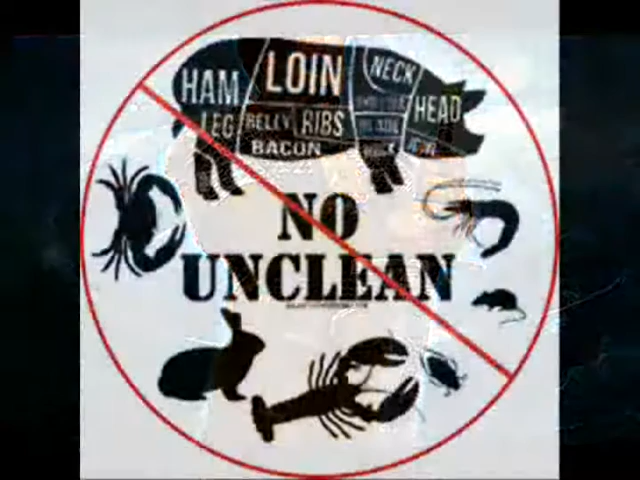 HAM
LOIN
NECK
HEAD
LEG
BELLY
RIBS
BACON
NO
UNCLEAN